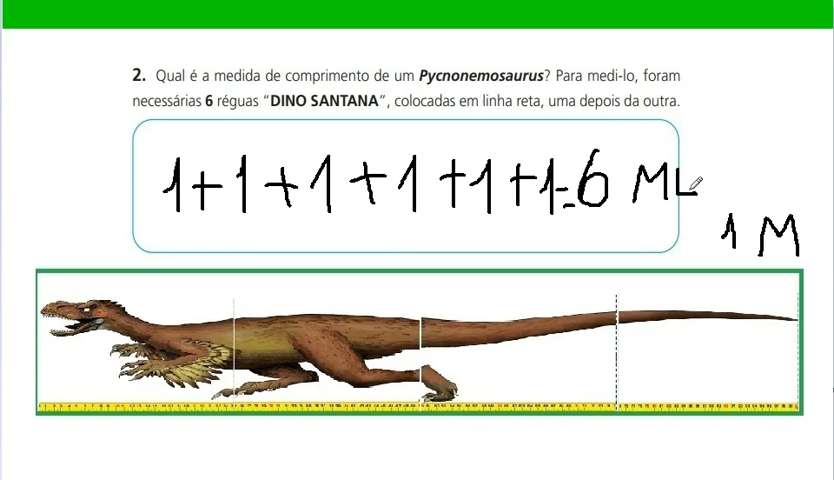 2. Qual é a medida de comprimento de um Pycnonemosaurus? Para medi-lo, foram
necessárias 6 réguas “DINO SANTANA”, colocadas em linha reta, uma depois da outra.
1+1+1+1+1+1=6 ML
1 M